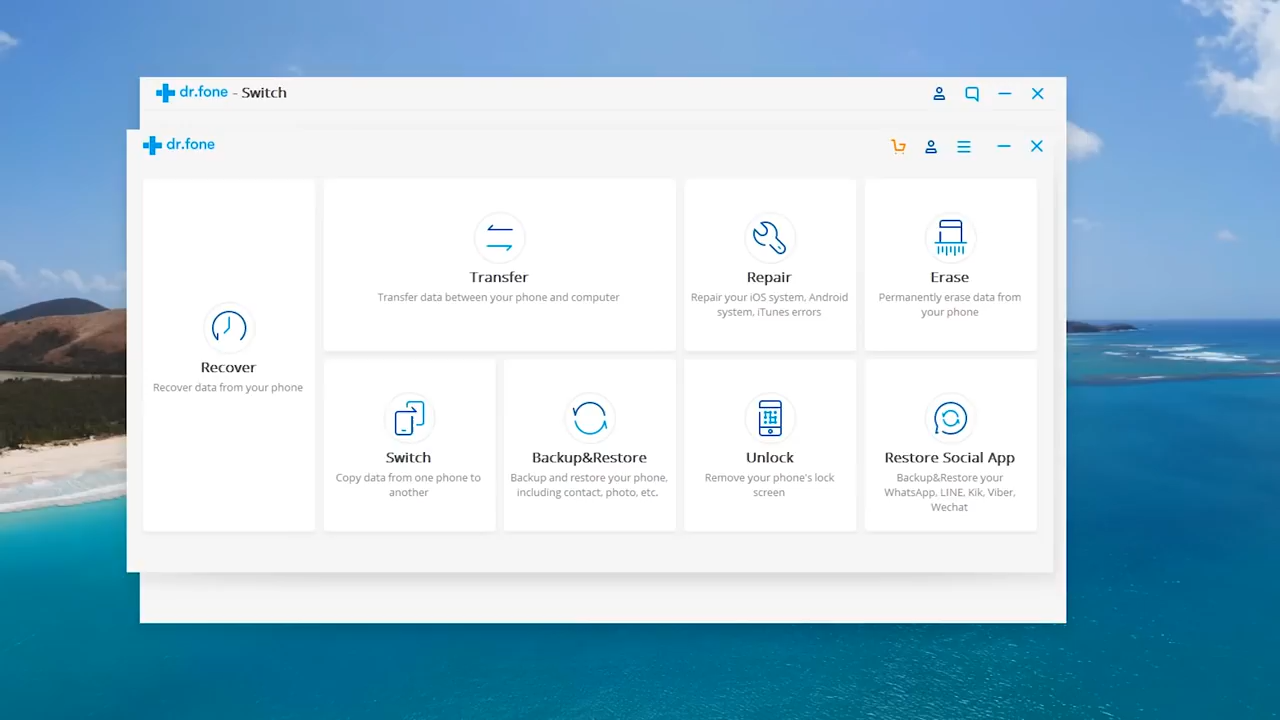 dr.fone - Switch
dr.fone
Recover
Recover data from your phone
Transfer
Transfer data between your phone and computer
Repair
Repair your iOS system, Android
system, iTunes errors
Erase
Permanently erase data from
your phone
Switch
Copy data from one phone to
another
Backup&Restore
Backup and restore your phone,
including contact, photo, etc.
Unlock
Remove your phone's lock
screen
Restore Social App
Backup&Restore your
WhatsApp, LINE, Kik, Viber,
Wechat